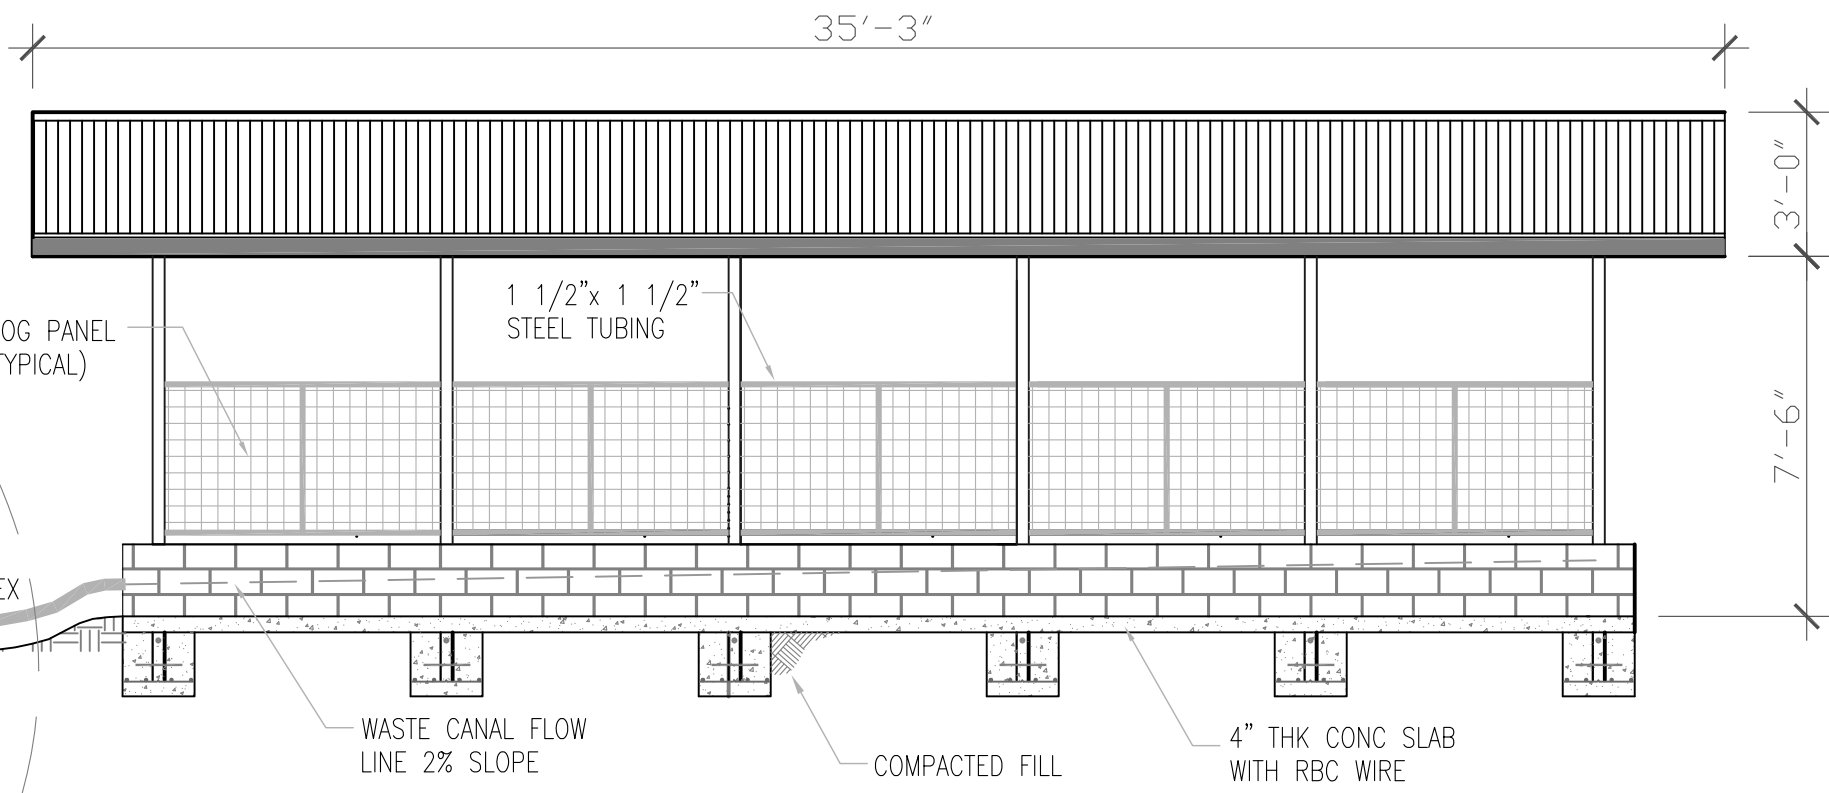 35'-3"
3'-0"
1 1/2"x 1 1/2"
STEEL TUBING
OG PANEL
TYPICAL)
7'-6"
EX
WASTE CANAL FLOW
LINE 2% SLOPE
COMPACTED FILL
4" THK CONC SLAB
WITH RBC WIRE